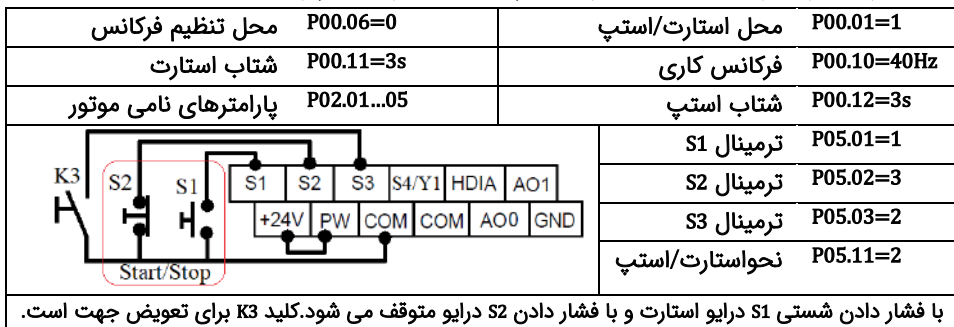 محل استارت/استپ P00.01=1 محل تنظیم فرکانس P00.06=0
فرکانس کاری P00.10=40Hz شتاب استارت P00.11=3s
شتاب استپ P00.12=3s پارامترهای نامی موتور P02.01...05
ترمینال S1 P05.01=1
ترمینال S2 P05.02=3
ترمینال S3 P05.03=2
نحواستارت/استپ P05.11=2
K3 S2 S1
S1 S2 S3 S4/Y1 HDIA AO1
+24V PW COM COM AO0 GND
Start/Stop
با فشار دادن شستی S1 درایو استارت و با فشار دادن S2 درایو متوقف می شود.کلید K3 برای تعویض جهت است.